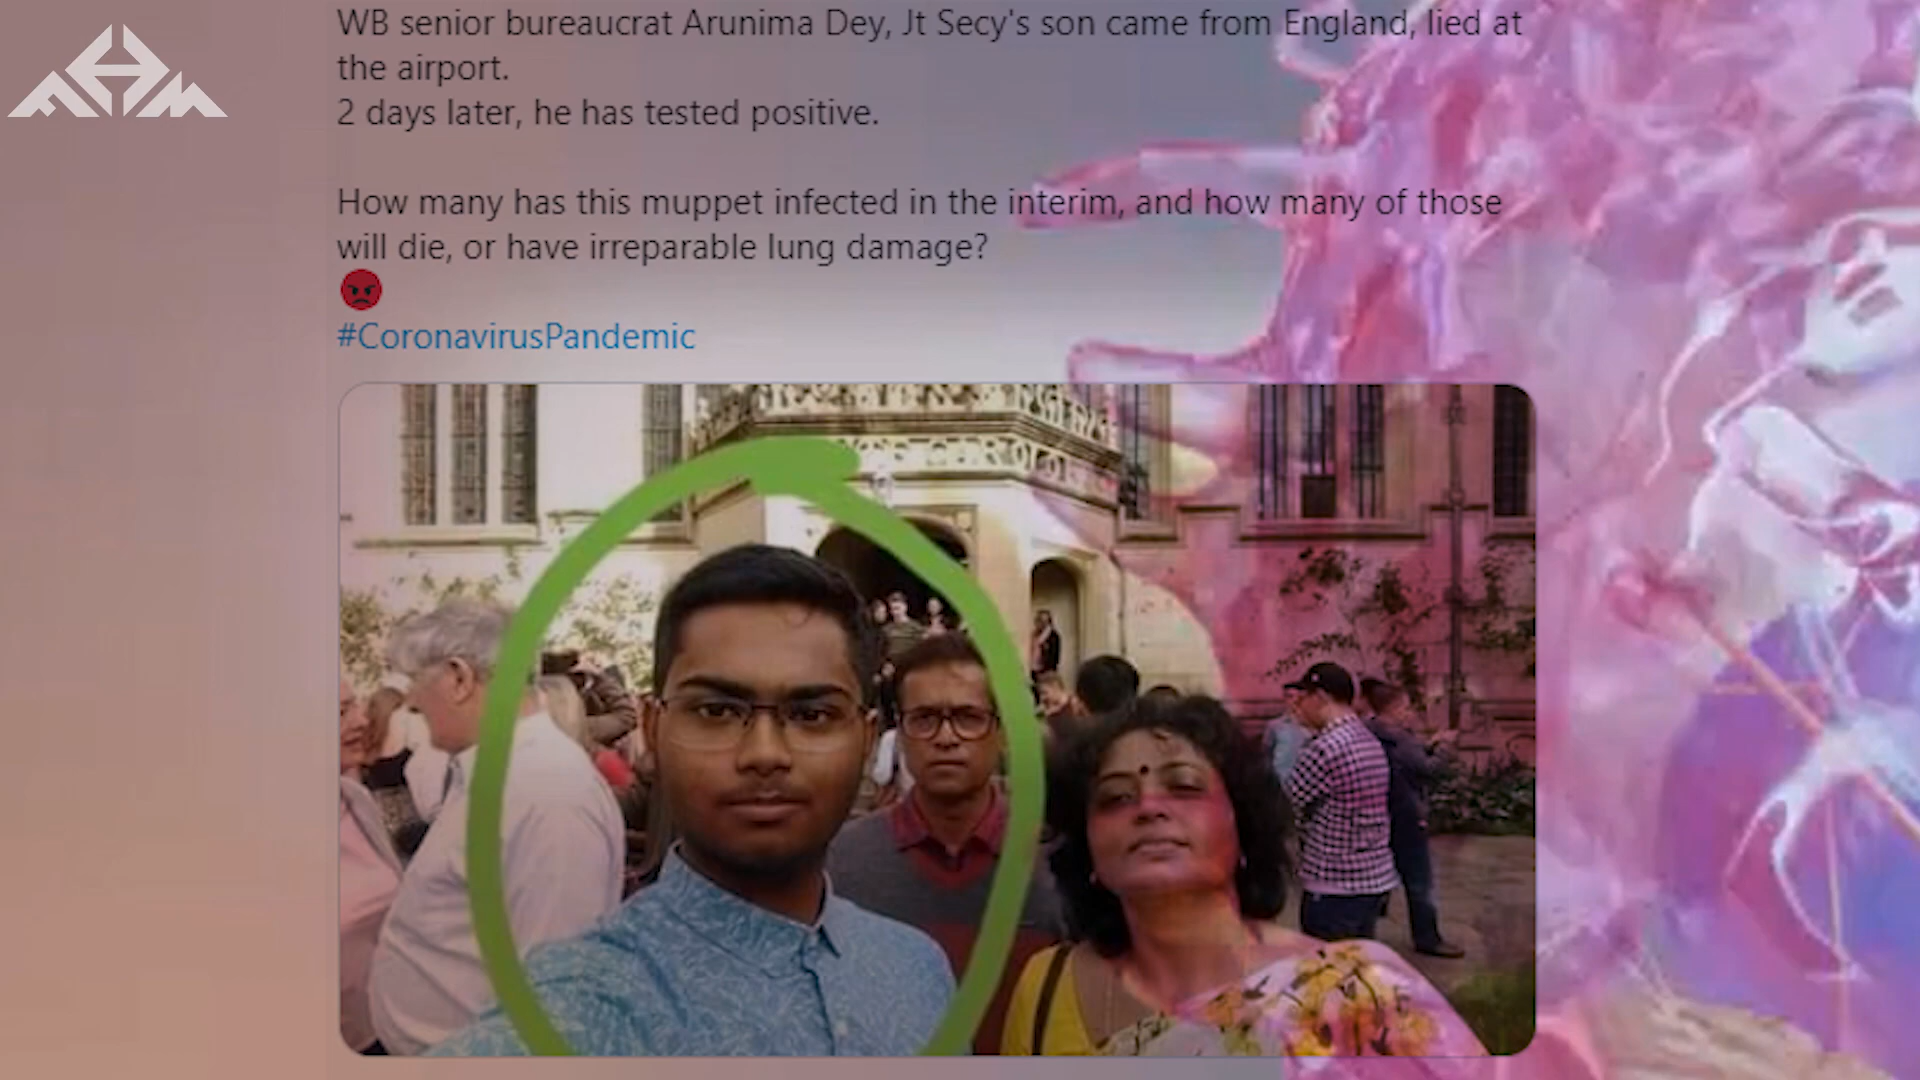 WB senior bureaucrat Arunima Dey, Jt Secy's son came from England, lied at
the airport.
2 days later, he has tested positive.
How many has this muppet infected in the interim, and how many of those
will die, or have irreparable lung damage?
#CoronavirusPandemic